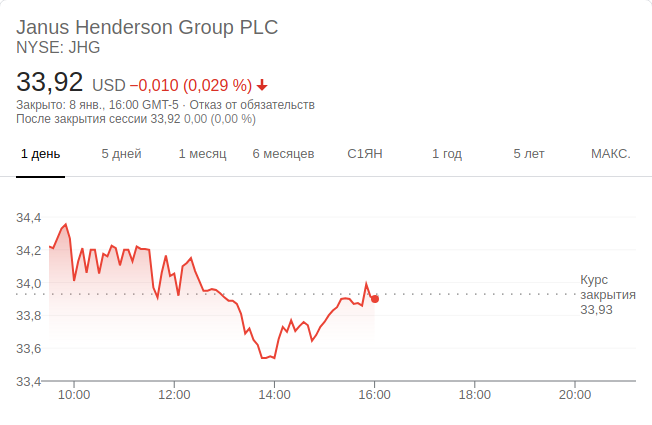 Janus Henderson Group PLC
NYSE: JHG
33,92 USD −0,010 (0,029 %)
Закрыто: 8 янв., 16:00 GMT-5 · Отказ от обязательств
После закрытия сессии 33,92 0,00 (0,00 %)
1 день 5 дней 1 месяц 6 месяцев С1ЯН 1 год 5 лет МАКС.
34,4
34,2
34,0
33,8
33,6
33,4
Курс
закрытия
33,93
10:00 12:00 14:00 16:00 18:00 20:00